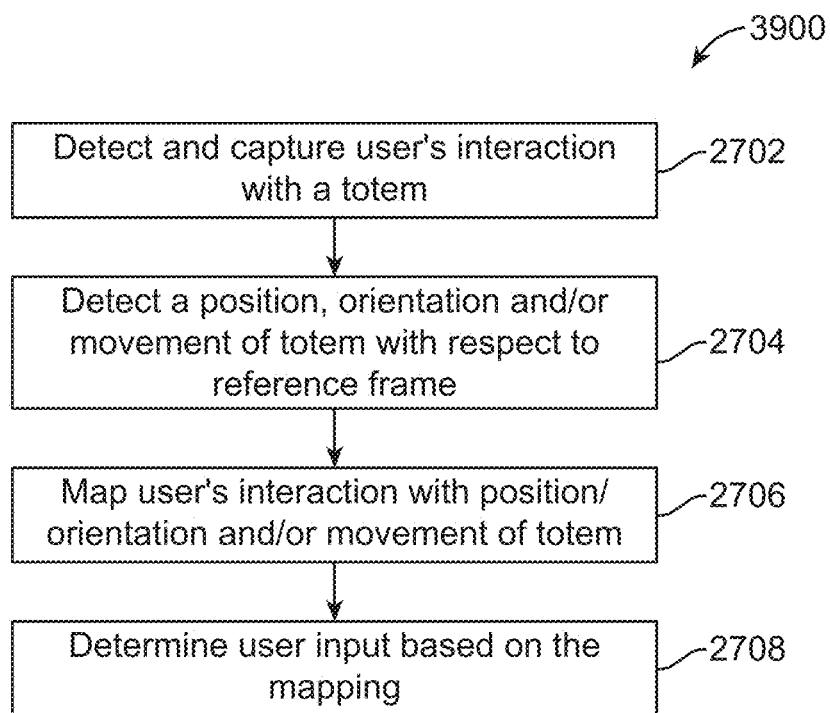 3900
Detect and capture user's interaction
with a totem
2702
Detect a position, orientation and/or
movement of totem with respect to
reference frame
2704
Map user's interaction with position/
orientation and/or movement of totem
2706
Determine user input based on the
mapping
2708